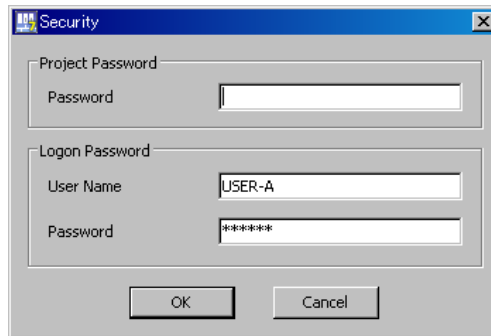 Security
Project Password
Password
Logon Password
User Name USER-A
Password ******
OK Cancel